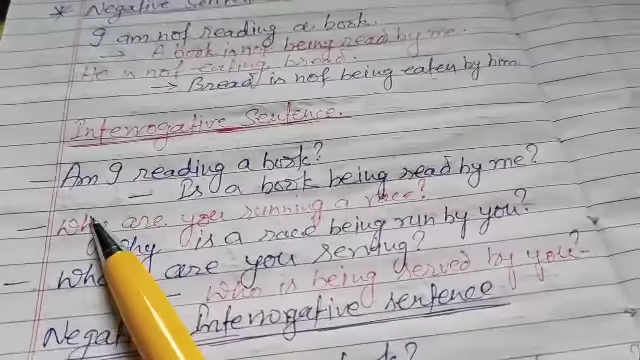 * Negative Sen
I am not reading a book.
→ A book is not being read by me.
He is not eating bread.
→ Bread is not being eaten by him.
Interrogative Sentence.
– Am I reading a book?
– Is a book being read by me?
– are you running a race?
Why is a race being run by you?
– are you serving?
– Who is being served by you?
Interrogative sentence